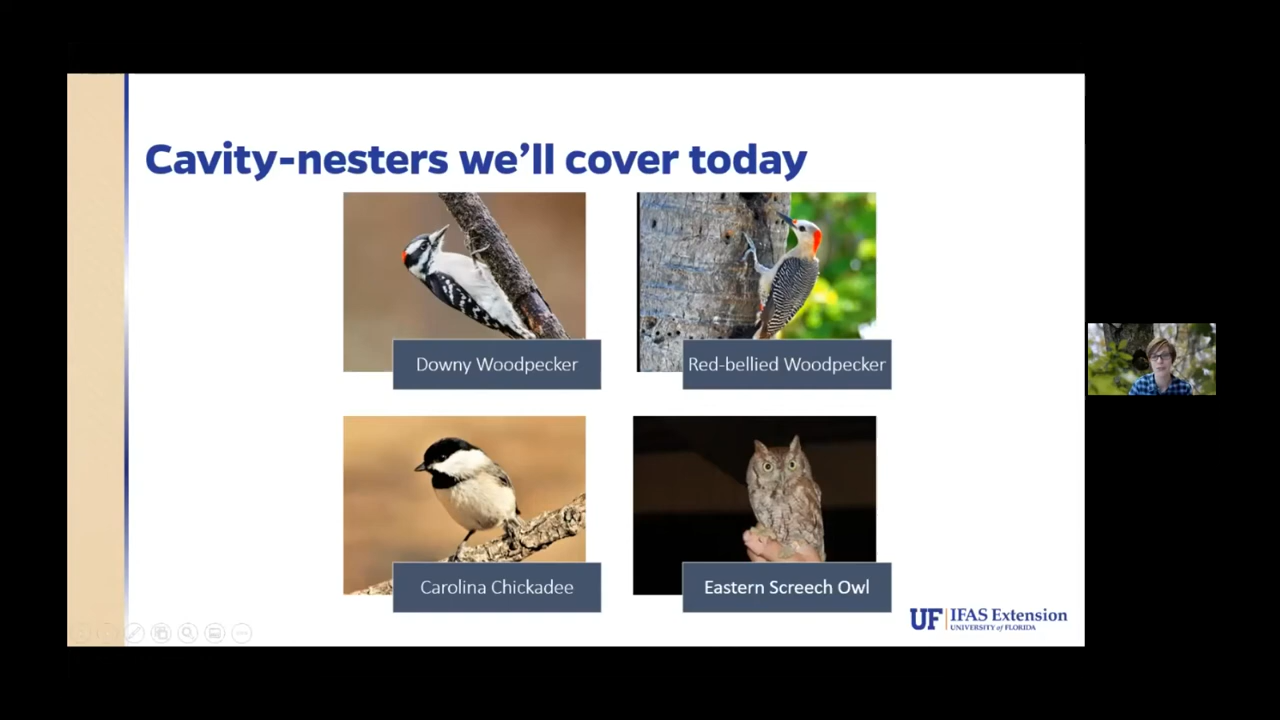 Cavity-nesters we'll cover today
Downy Woodpecker
Red-bellied Woodpecker
Carolina Chickadee
Eastern Screech Owl
UF IFAS Extension
UNIVERSITY of FLORIDA